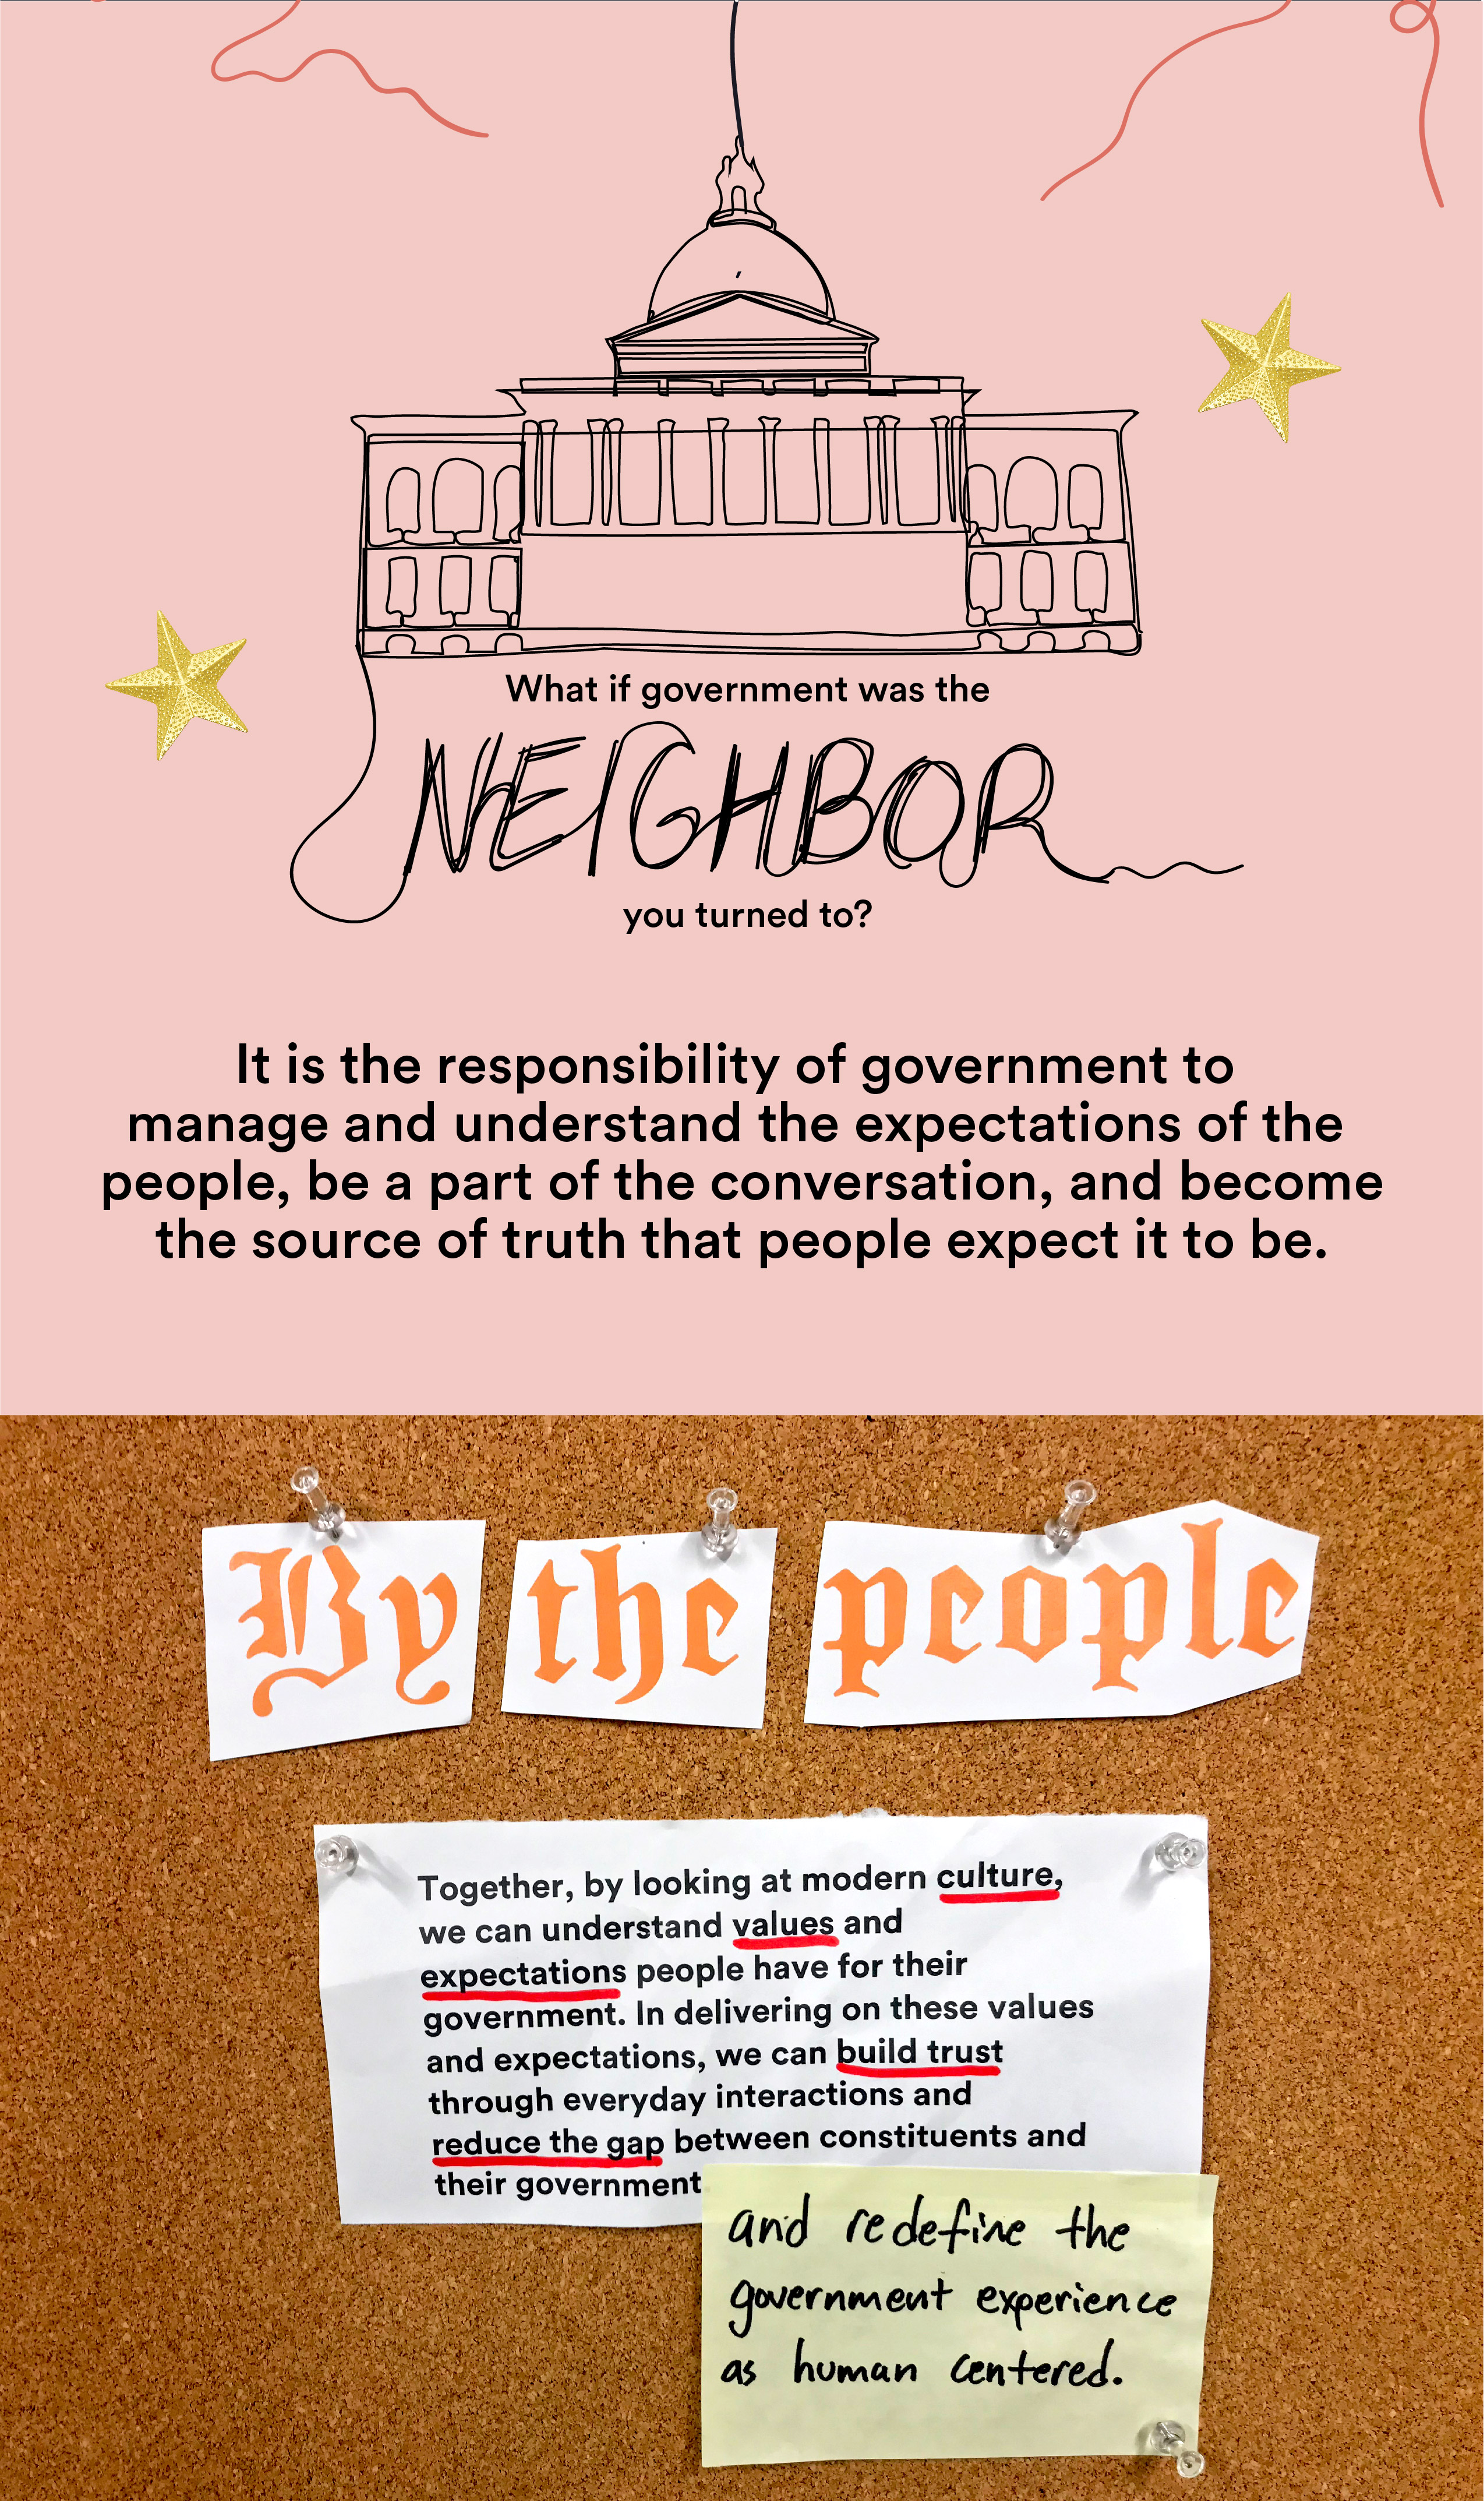 What if government was the
NEIGHBOR
you turned to?
It is the responsibility of government to
manage and understand the expectations of the
people, be a part of the conversation, and become
the source of truth that people expect it to be.
By the people
Together, by looking at modern culture,
we can understand values and
expectations people have for their
government. In delivering on these values
and expectations, we can build trust
through everyday interactions and
reduce the gap between constituents and
their government
and redefine the
government experience
as human centered.